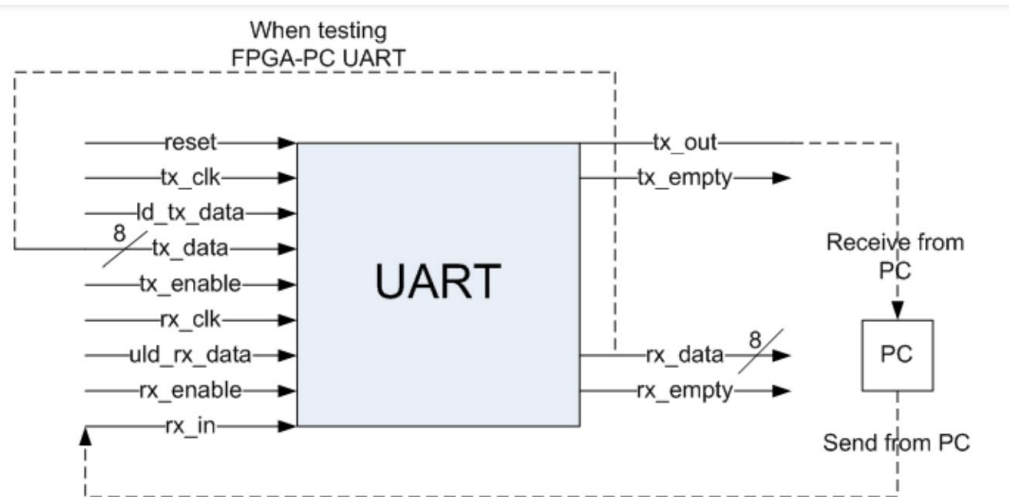 When testing
FPGA-PC UART
reset
tx_out
tx_clk
tx_empty
ld_tx_data
8
tx_data
Receive from
PC
tx_enable
UART
rx_clk
uld_rx_data
rx_data
8
PC
rx_enable
rx_empty
rx_in
Send from PC